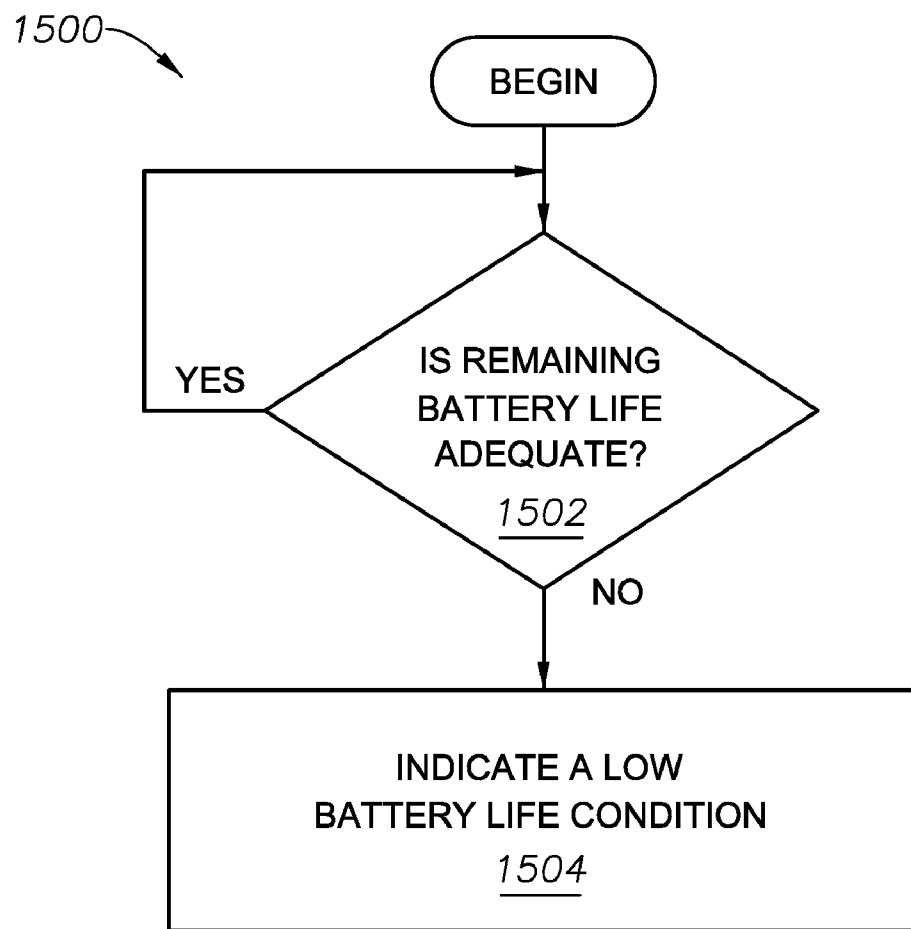 1500
BEGIN
YES
IS REMAINING
BATTERY LIFE
ADEQUATE?
1502
NO
INDICATE A LOW
BATTERY LIFE CONDITION
1504